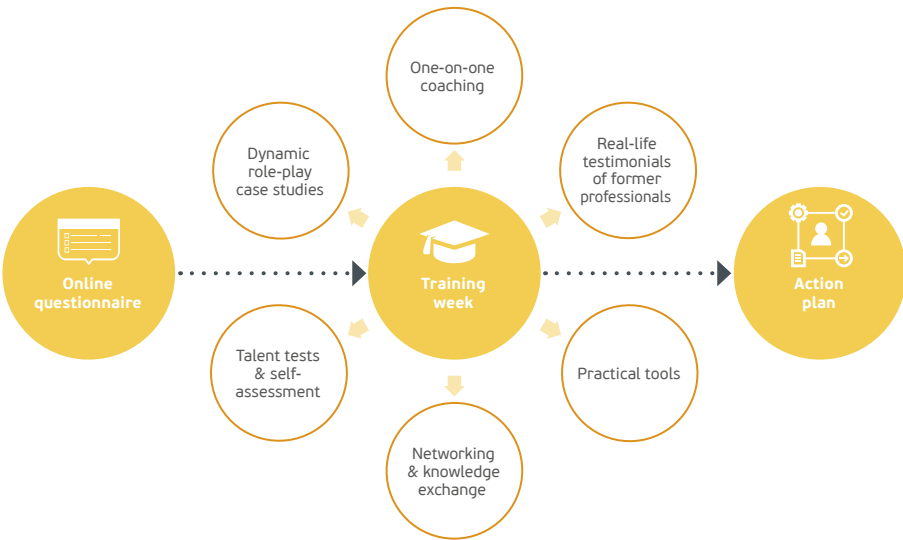 One-on-one
coaching
Dynamic
role-play
case studies
Real-life
testimonials
of former
professionals
Online
questionnaire
Training
week
Action
plan
Talent tests
& self-
assessment
Practical tools
Networking
& knowledge
exchange